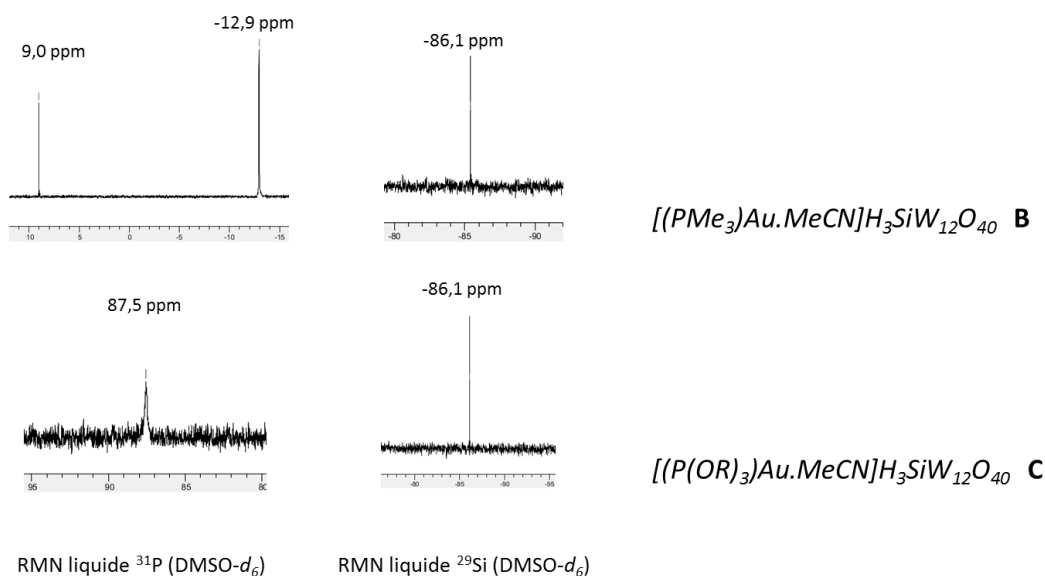 -12,9 ppm
9,0 ppm
-86,1 ppm
10 5 0 -5 -10 -15
-80 -85 -90
[(PMe₃)Au.MeCN]H₃SiW₁₂O₄₀ B
87,5 ppm
-86,1 ppm
95 90 85 80
-80 -85 -90 -95
[(P(OR)₃)Au.MeCN]H₃SiW₁₂O₄₀ C
RMN liquide ³¹P (DMSO-d₆)
RMN liquide ²⁹Si (DMSO-d₆)